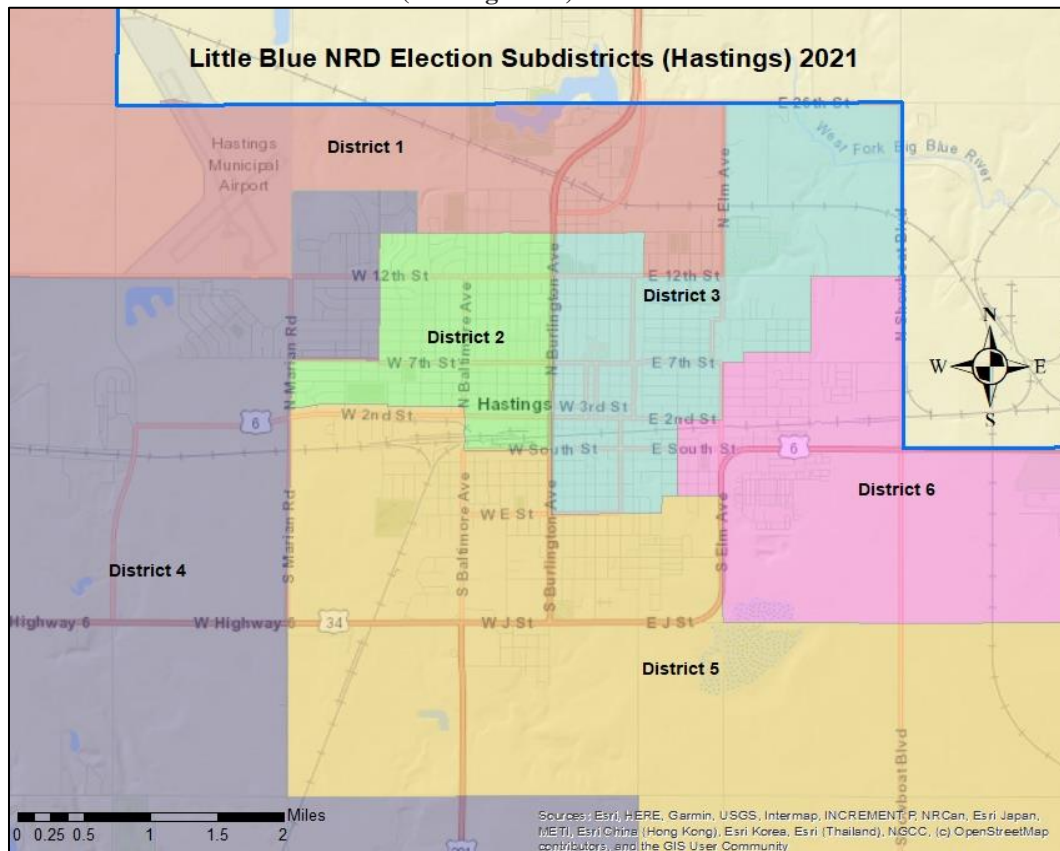 Little Blue NRD Election Subdistricts (Hastings) 2021
E 26th St
West Fork Big Blue River
District 1
Hastings
Municipal
Airport
N Elm Ave
N Showboat Blvd
W 12th St
E 12th St
District 3
N
W
E
S
N Marian Rd
N Baltimore Ave
N Burlington Ave
District 2
W 7th St
E 7th St
Hastings
W 3rd St
W 2nd St
E 2nd St
6
W South St
E South St
6
District 6
W E St
S Marian Rd
S Baltimore Ave
S Burlington Ave
S Elm Ave
District 4
Highway 6
W Highway 6
34
W J St
E J St
District 5
Showboat Blvd
Miles
0 0.25 0.5 1 1.5 2
Sources: Esri, HERE, Garmin, USGS, Intermap, INCREMENT P, NRCan, Esri Japan,
METI, Esri China (Hong Kong), Esri Korea, Esri (Thailand), NGCC, (c) OpenStreetMap
contributors, and the GIS User Community